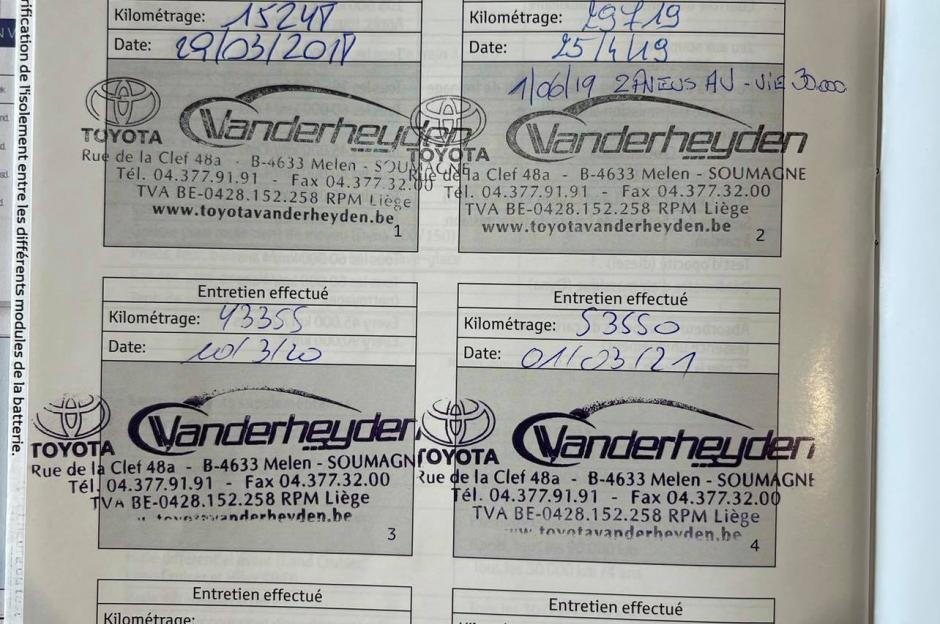 Kilométrage: 15248
Date: 29/03/2018
TOYOTA
Vanderheyden
Rue de la Clef 48a - B-4633 Melen - SOUMAGNE
Tél. 04.377.91.91 - Fax 04.377.32.00
TVA BE-0428.152.258 RPM Liège
www.toyotavanderheyden.be
1
Kilométrage: 29719
Date: 25/4/19
1/06/19 2 PNEUS AV - VIE 30.000
TOYOTA
Vanderheyden
Rue de la Clef 48a - B-4633 Melen - SOUMAGNE
Tél. 04.377.91.91 - Fax 04.377.32.00
TVA BE-0428.152.258 RPM Liège
www.toyotavanderheyden.be
2
Entretien effectué
Kilométrage: 43355
Date: 10/3/20
TOYOTA
Vanderheyden
Rue de la Clef 48a - B-4633 Melen - SOUMAGN
Tél. 04.377.91.91 - Fax 04.377.32.00
TVA BE-0428.152.258 RPM Liège
www.toyotavanderheyden.be
3
Entretien effectué
Kilométrage: 53550
Date: 01/03/21
TOYOTA
Vanderheyden
Rue de la Clef 48a - B-4633 Melen - SOUMAGNE
Tél. 04.377.91.91 - Fax 04.377.32.00
TVA BE-0428.152.258 RPM Liège
www.toyotavanderheyden.be
4
Entretien effectué
Kilométrage:
Entretien effectué
rification de l'isolement entre les différents modules de la batterie.